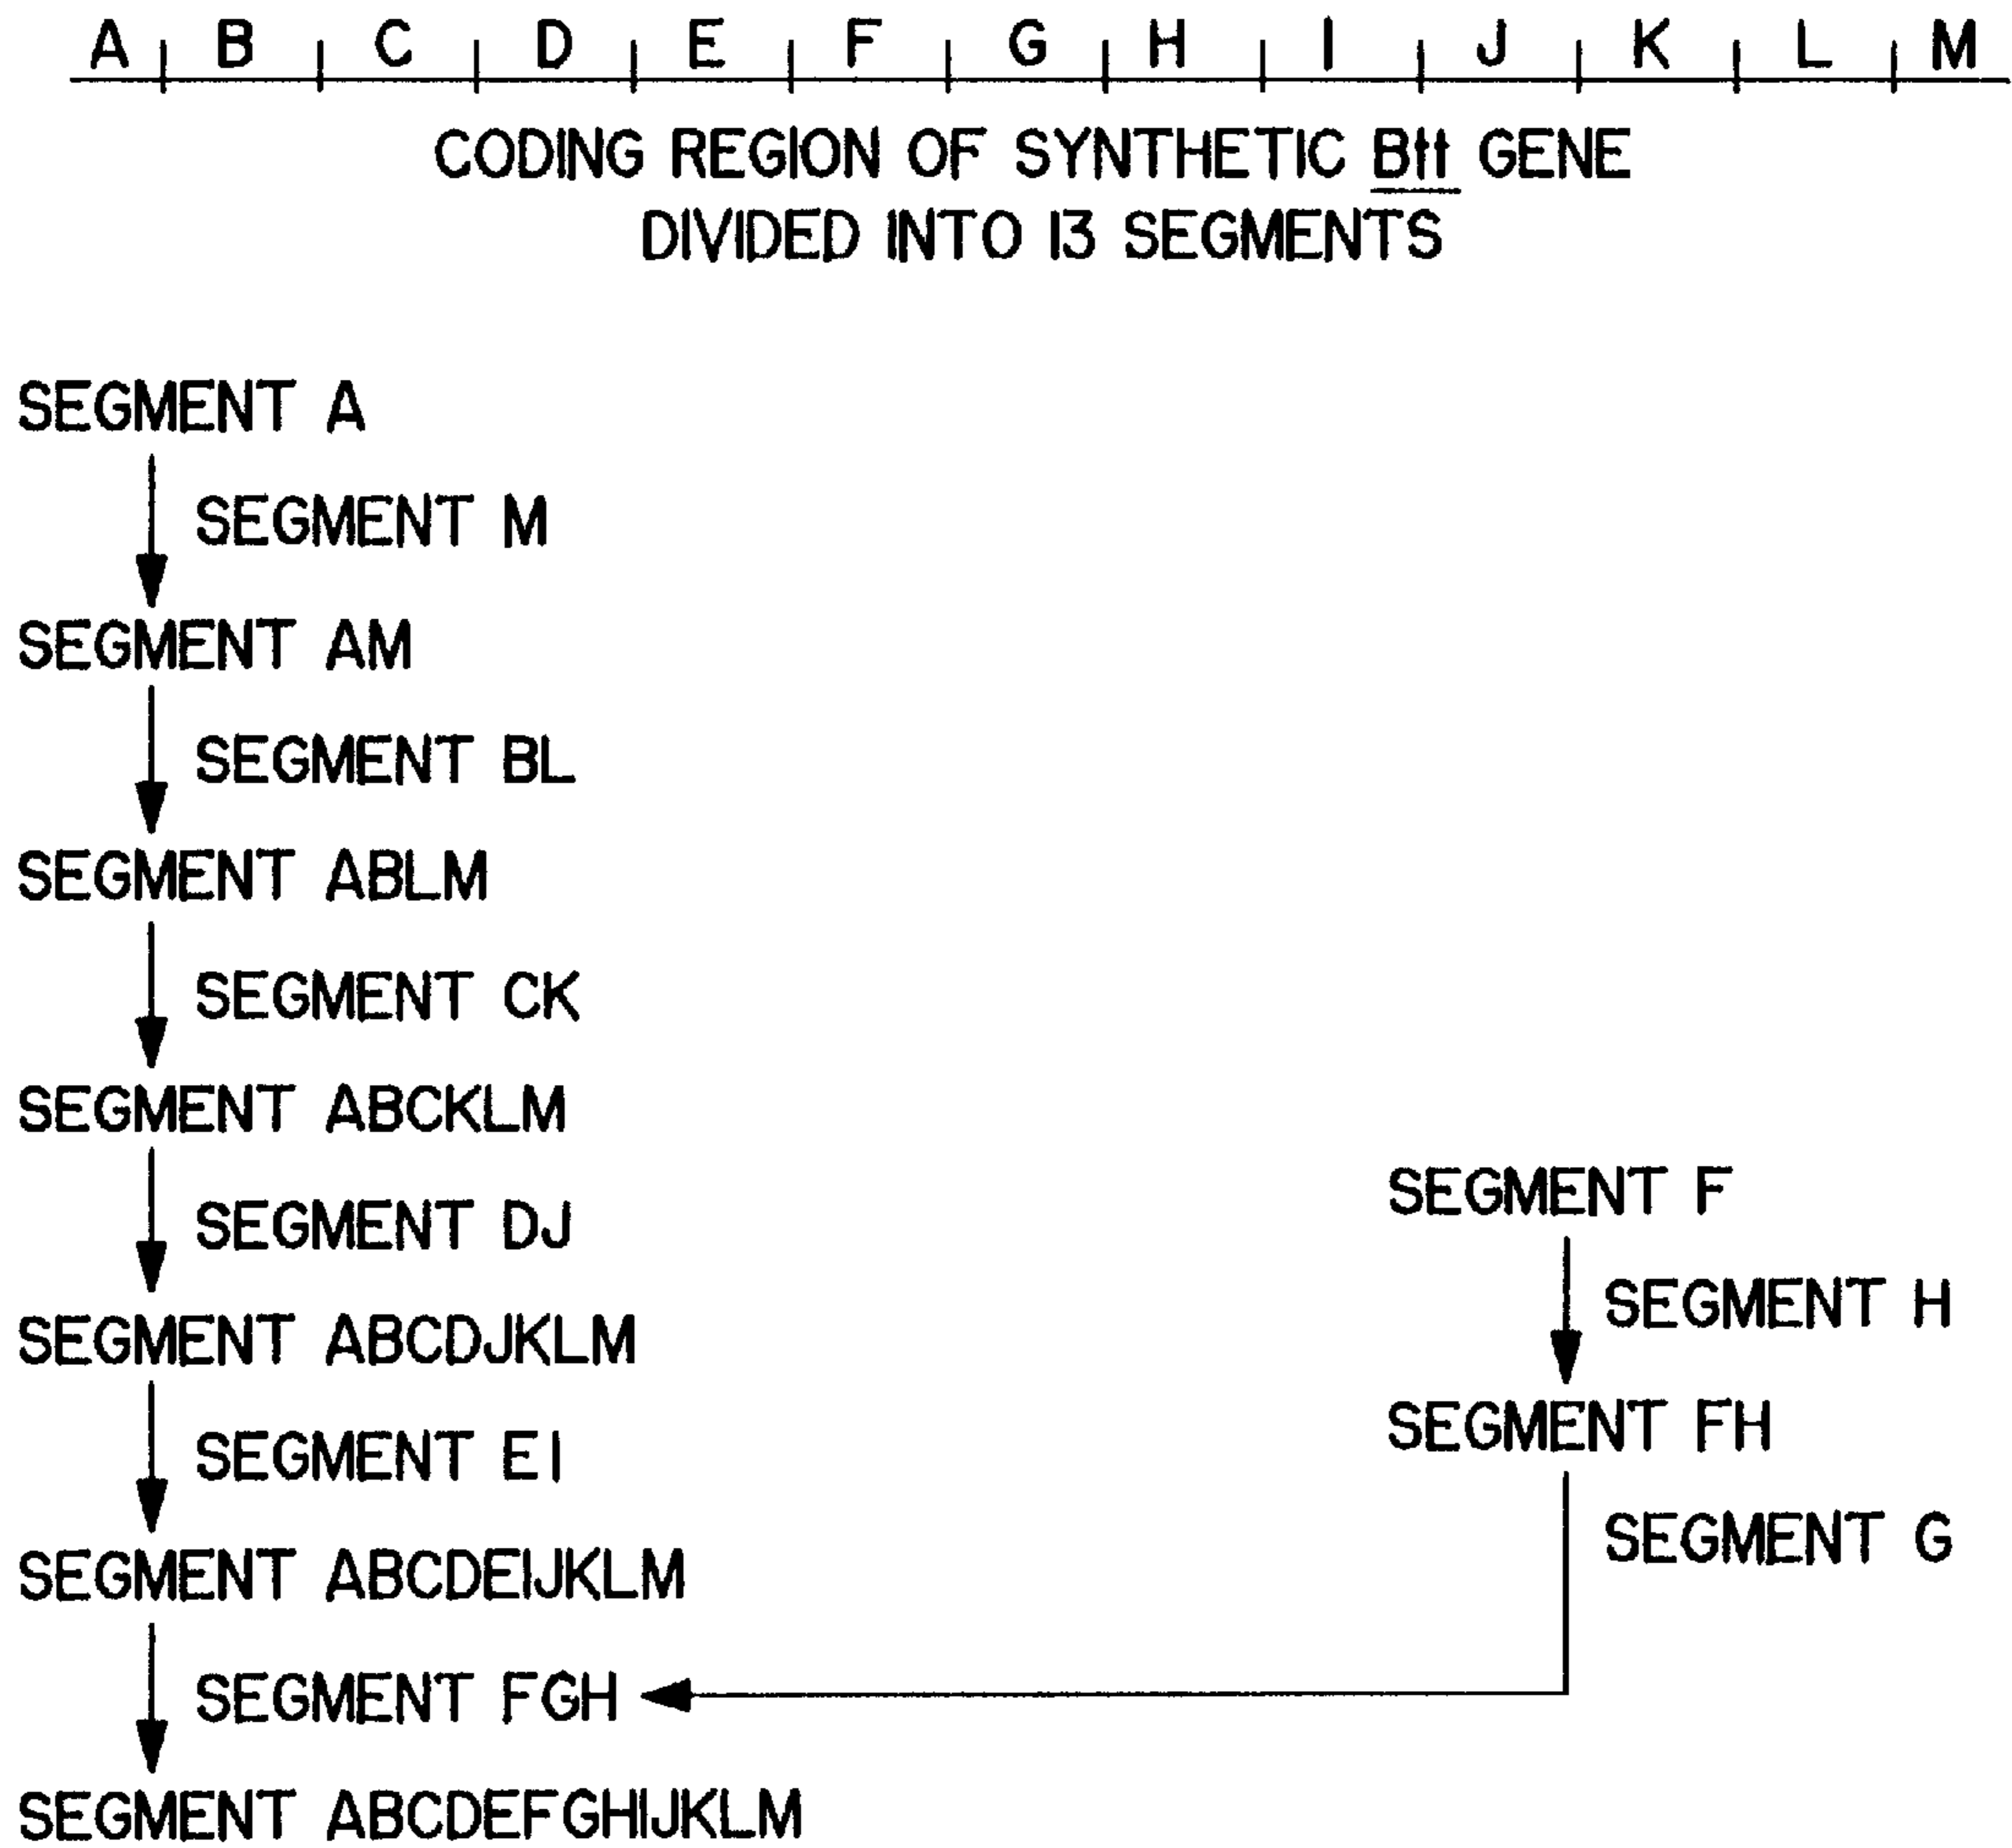 A B C D E F G H I J K L M
CODING REGION OF SYNTHETIC Btt GENE
DIVIDED INTO 13 SEGMENTS
SEGMENT A
SEGMENT M
SEGMENT AM
SEGMENT BL
SEGMENT ABLM
SEGMENT CK
SEGMENT ABCKLM
SEGMENT DJ
SEGMENT ABCDJKLM
SEGMENT EI
SEGMENT ABCDEIJKLM
SEGMENT F
SEGMENT H
SEGMENT FH
SEGMENT G
SEGMENT FGH
SEGMENT ABCDEFGHIJKLM